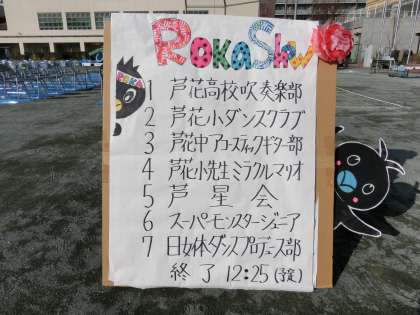 ROKA Show
1 芦花高校吹奏楽部
2 芦花小ダンスクラブ
3 芦花中アコースティックギター部
4 芦花小先生ミラクルマリオ
5 芦星会
6 スーパーモンスタージュニア
7 日女体ダンスプロデュース部
終了 12:25(予定)